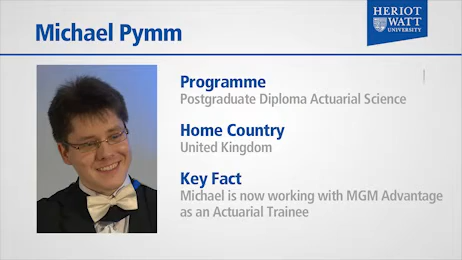 Michael Pymm
HERIOT
WATT
UNIVERSITY
Programme
Postgraduate Diploma Actuarial Science
Home Country
United Kingdom
Key Fact
Michael is now working with MGM Advantage
as an Actuarial Trainee